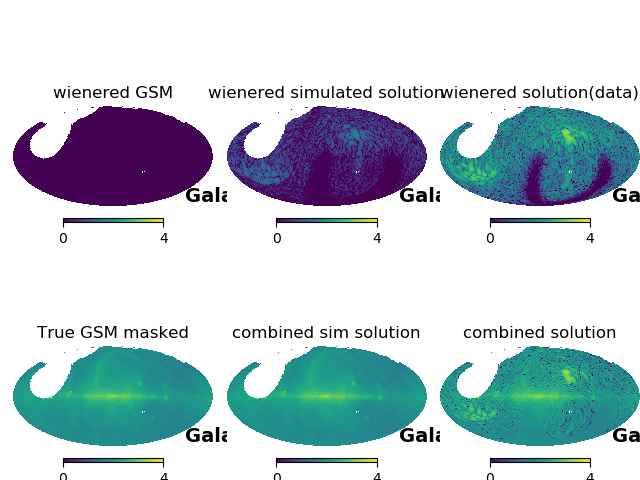 wienered GSM
wienered simulated solution
wienered solution(data)
Gala
Gala
Ga
0 4
0 4
0 4
True GSM masked
combined sim solution
combined solution
Gala
Gala
Ga
0 4
0 4
0 4